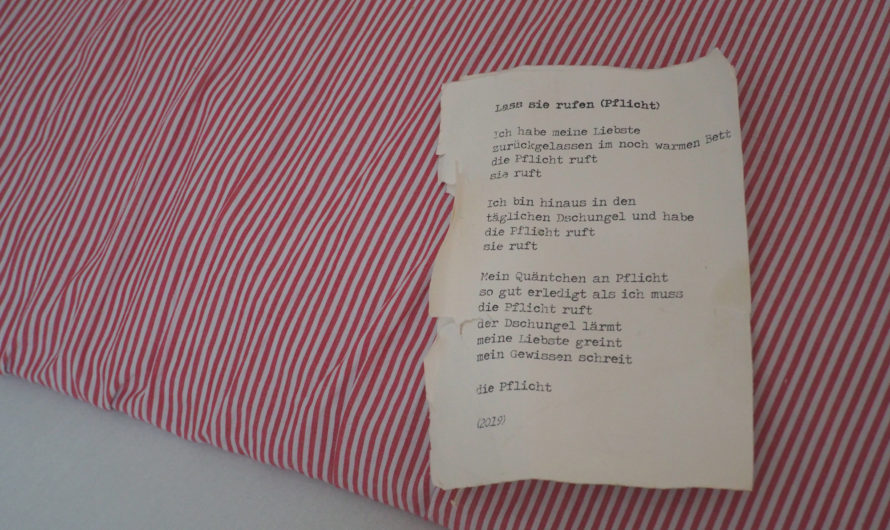 Lass sie rufen (Pflicht)
Ich habe meine Liebste
zurückgelassen im noch warmen Bett
die Pflicht ruft
sie ruft
Ich bin hinaus in den
täglichen Dschungel und habe
die Pflicht ruft
sie ruft
Mein Quäntchen an Pflicht
so gut erledigt als ich muss
die Pflicht ruft
der Dschungel lärmt
meine Liebste greint
mein Gewissen schreit
die Pflicht
(2019)